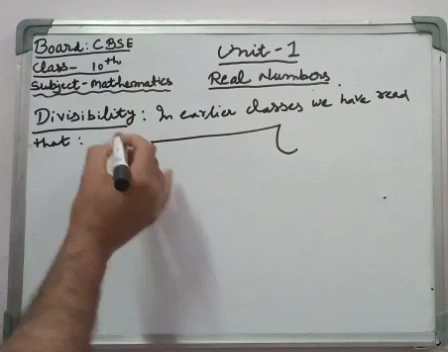 Board: CBSE
Class- 10th
Subject-Mathematics
Unit-1
Real Numbers
Divisibility: In earlier classes we have read
that: